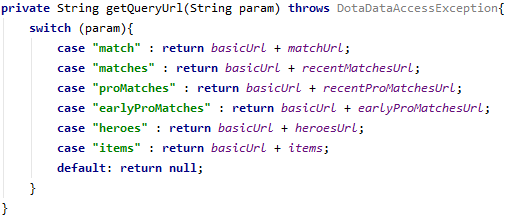 private String getQueryUrl(String param) throws DotaDataAccessException{
switch (param){
case "match" : return basicUrl + matchUrl;
case "matches" : return basicUrl + recentMatchesUrl;
case "proMatches" : return basicUrl + recentProMatchesUrl;
case "earlyProMatches" : return basicUrl + earlyProMatchesUrl;
case "heroes" : return basicUrl + heroesUrl;
case "items" : return basicUrl + items;
default: return null;
}
}